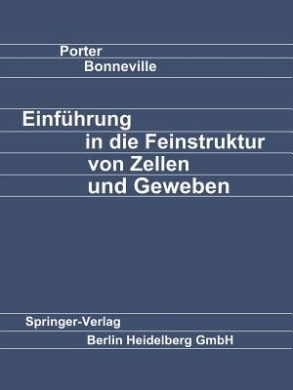 Porter
Bonneville
Einführung
in die Feinstruktur
von Zellen
und Geweben
Springer-Verlag
Berlin Heidelberg GmbH